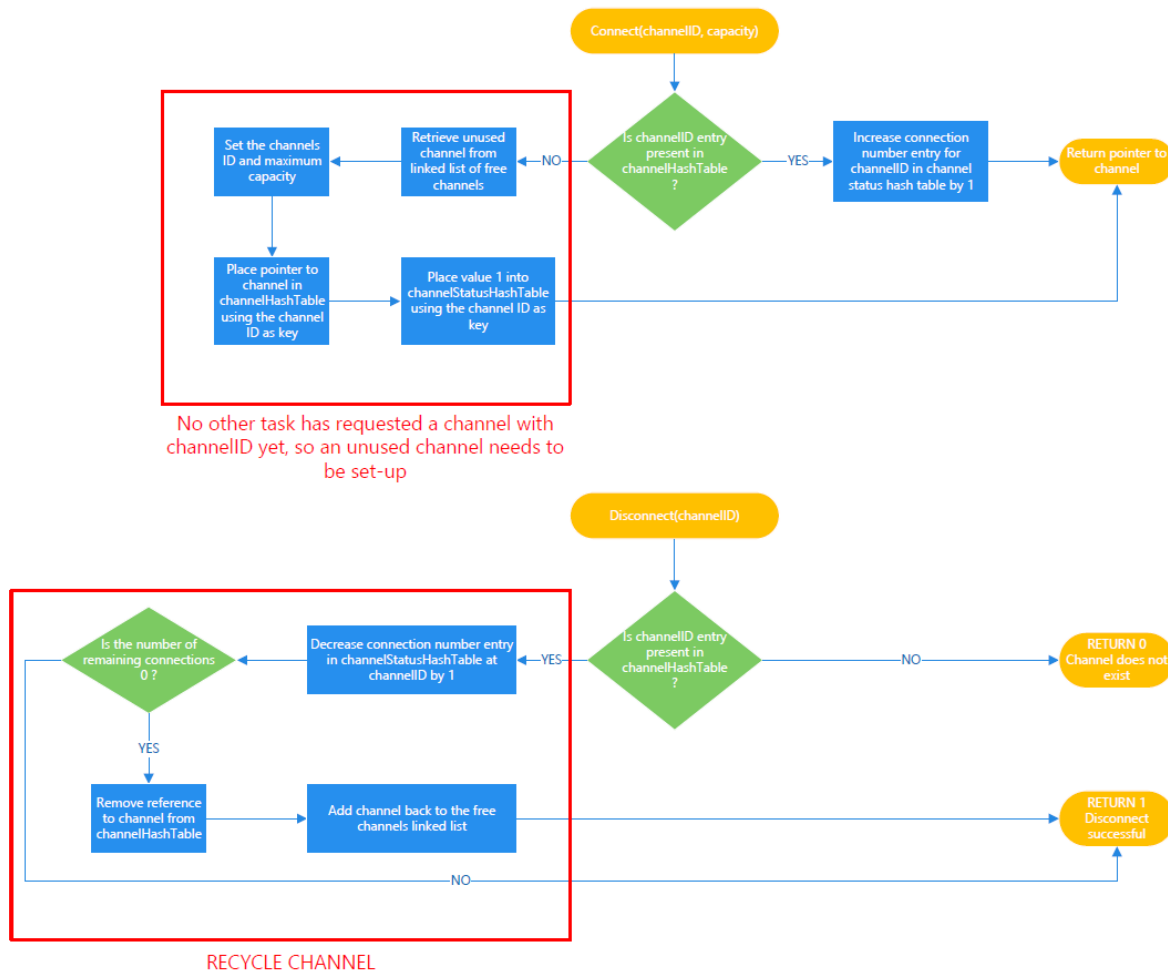 Connect(channelID, capacity)
Set the channels
ID and maximum
capacity
Retrieve unused
channel from
linked list of free
channels
NO
Is channelID entry
present in
channelHashTable
?
YES
Increase connection
number entry for
channelID in channel
status hash table by 1
Return pointer to
channel
Place pointer to
channel in
channelHashTable
using the channel
ID as key
Place value 1 into
channelStatusHashTable
using the channel ID as
key
No other task has requested a channel with
channelID yet, so an unused channel needs to
be set-up
Disconnect(channelID)
Is the number of
remaining connections
0 ?
Decrease connection number entry
in channelStatusHashTable at
channelID by 1
YES
Is channelID entry
present in
channelHashTable
?
NO
RETURN 0
Channel does not
exist
YES
Remove reference
to channel from
channelHashTable
Add channel back to the free
channels linked list
RETURN 1
Disconnect
successful
NO
RECYCLE CHANNEL